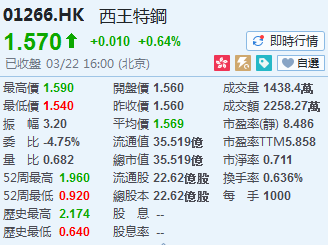 01266.HK 西王特鋼
1.570 +0.010 +0.64% 即時行情
已收盤 03/22 16:00 (北京) 自選
最高價 1.590 開盤價 1.560 成交量 1438.4萬
最低價 1.540 昨收價 1.560 成交額 2258.27萬
振幅 3.20 平均價 1.569 市盈率(靜) 8.486
委比 -4.75% 流通值 35.519億 市盈率TTM 5.858
量比 0.682 總市值 35.519億 市淨率 0.711
52周最高 1.960 流通股 22.62億股 換手率 0.636%
52周最低 0.920 總股本 22.62億股 每手 1000
歷史最高 2.174 股息 --
歷史最低 0.640 股息率 --